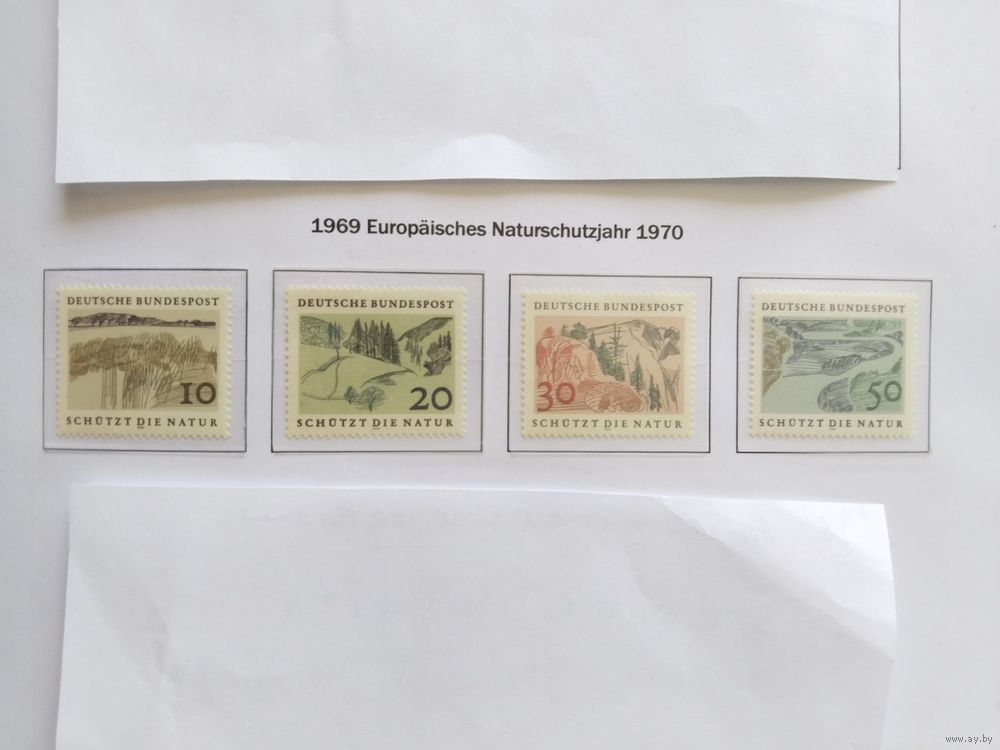 1969 Europäisches Naturschutzjahr 1970
DEUTSCHE BUNDESPOST
10
SCHÜTZT DIE NATUR
DEUTSCHE BUNDESPOST
20
SCHÜTZT DIE NATUR
DEUTSCHE BUNDESPOST
30
SCHÜTZT DIE NATUR
DEUTSCHE BUNDESPOST
50
SCHÜTZT DIE NATUR
www.ay.by